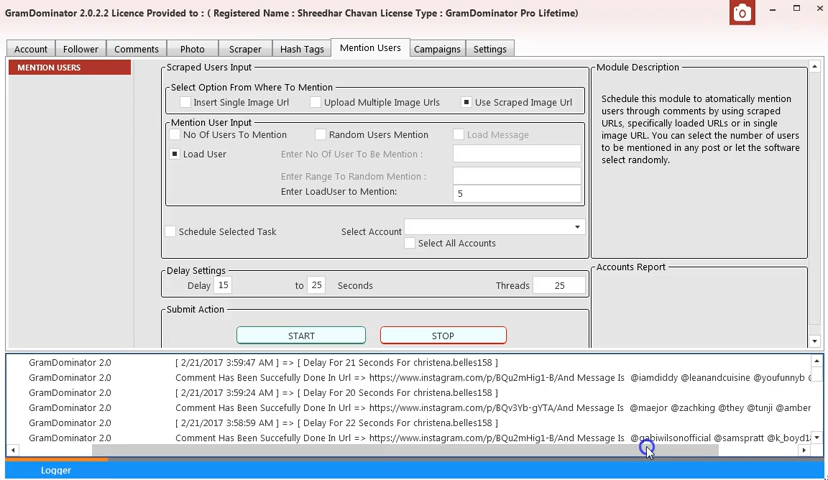 GramDominator 2.0.2.2 Licence Provided to : ( Registered Name : Shreedhar Chavan License Type : GramDominator Pro Lifetime)
Account Follower Comments Photo Scraper Hash Tags Mention Users Campaigns Settings
MENTION USERS
Scraped Users Input
Select Option From Where To Mention
Insert Single Image Url Upload Multiple Image Urls Use Scraped Image Url
Mention User Input
No Of Users To Mention Random Users Mention Load Message
Load User Enter No Of User To Be Mention :
Enter Range To Random Mention :
Enter LoadUser to Mention: 5
Schedule Selected Task Select Account
Select All Accounts
Delay Settings
Delay 15 to 25 Seconds Threads 25
Submit Action
START STOP
Module Description
Schedule this module to atomatically mention
users through comments by using scraped
URLs, specifically loaded URLs or in single
image URL. You can select the number of users
to be mentioned in any post or let the software
select randomly.
Accounts Report
GramDominator 2.0 [ 2/21/2017 3:59:47 AM ] => [ Delay For 21 Seconds For christena.belles158 ]
GramDominator 2.0 Comment Has Been Succefully Done In Url => https://www.instagram.com/p/BQu2mHig1-B/And Message Is @iamdiddy @leanandcuisine @youfunnyb @
GramDominator 2.0 [ 2/21/2017 3:59:24 AM ] => [ Delay For 20 Seconds For christena.belles158 ]
GramDominator 2.0 Comment Has Been Succefully Done In Url => https://www.instagram.com/p/BQv3Yb-gYTA/And Message Is @maejor @zachking @they @tunji @amber
GramDominator 2.0 [ 2/21/2017 3:58:59 AM ] => [ Delay For 22 Seconds For christena.belles158 ]
GramDominator 2.0 Comment Has Been Succefully Done In Url => https://www.instagram.com/p/BQu2mHig1-B/And Message Is @gabiwilsonofficial @samspratt @k_boyd18
Logger